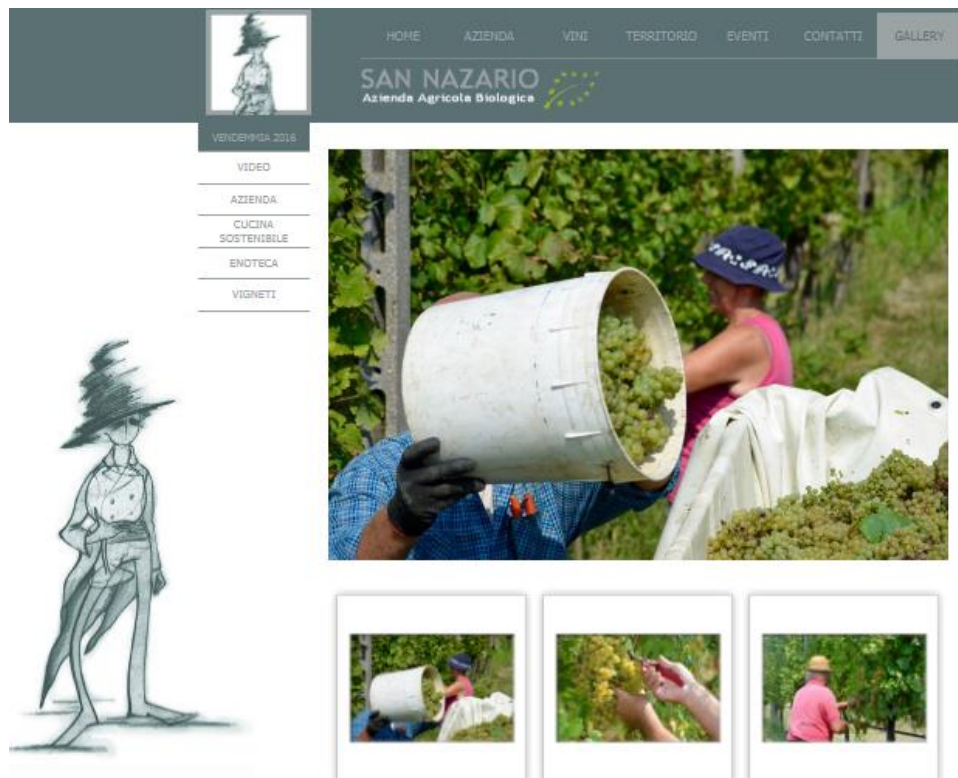 HOME AZIENDA VINI TERRITORIO EVENTI CONTATTI GALLERY
SAN NAZARIO
Azienda Agricola Biologica
VENDEMMIA 2016
VIDEO
AZIENDA
CUCINA
SOSTENIBILE
ENOTECA
VIGNETI